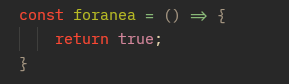 const foranea = () => {
    return true;
}